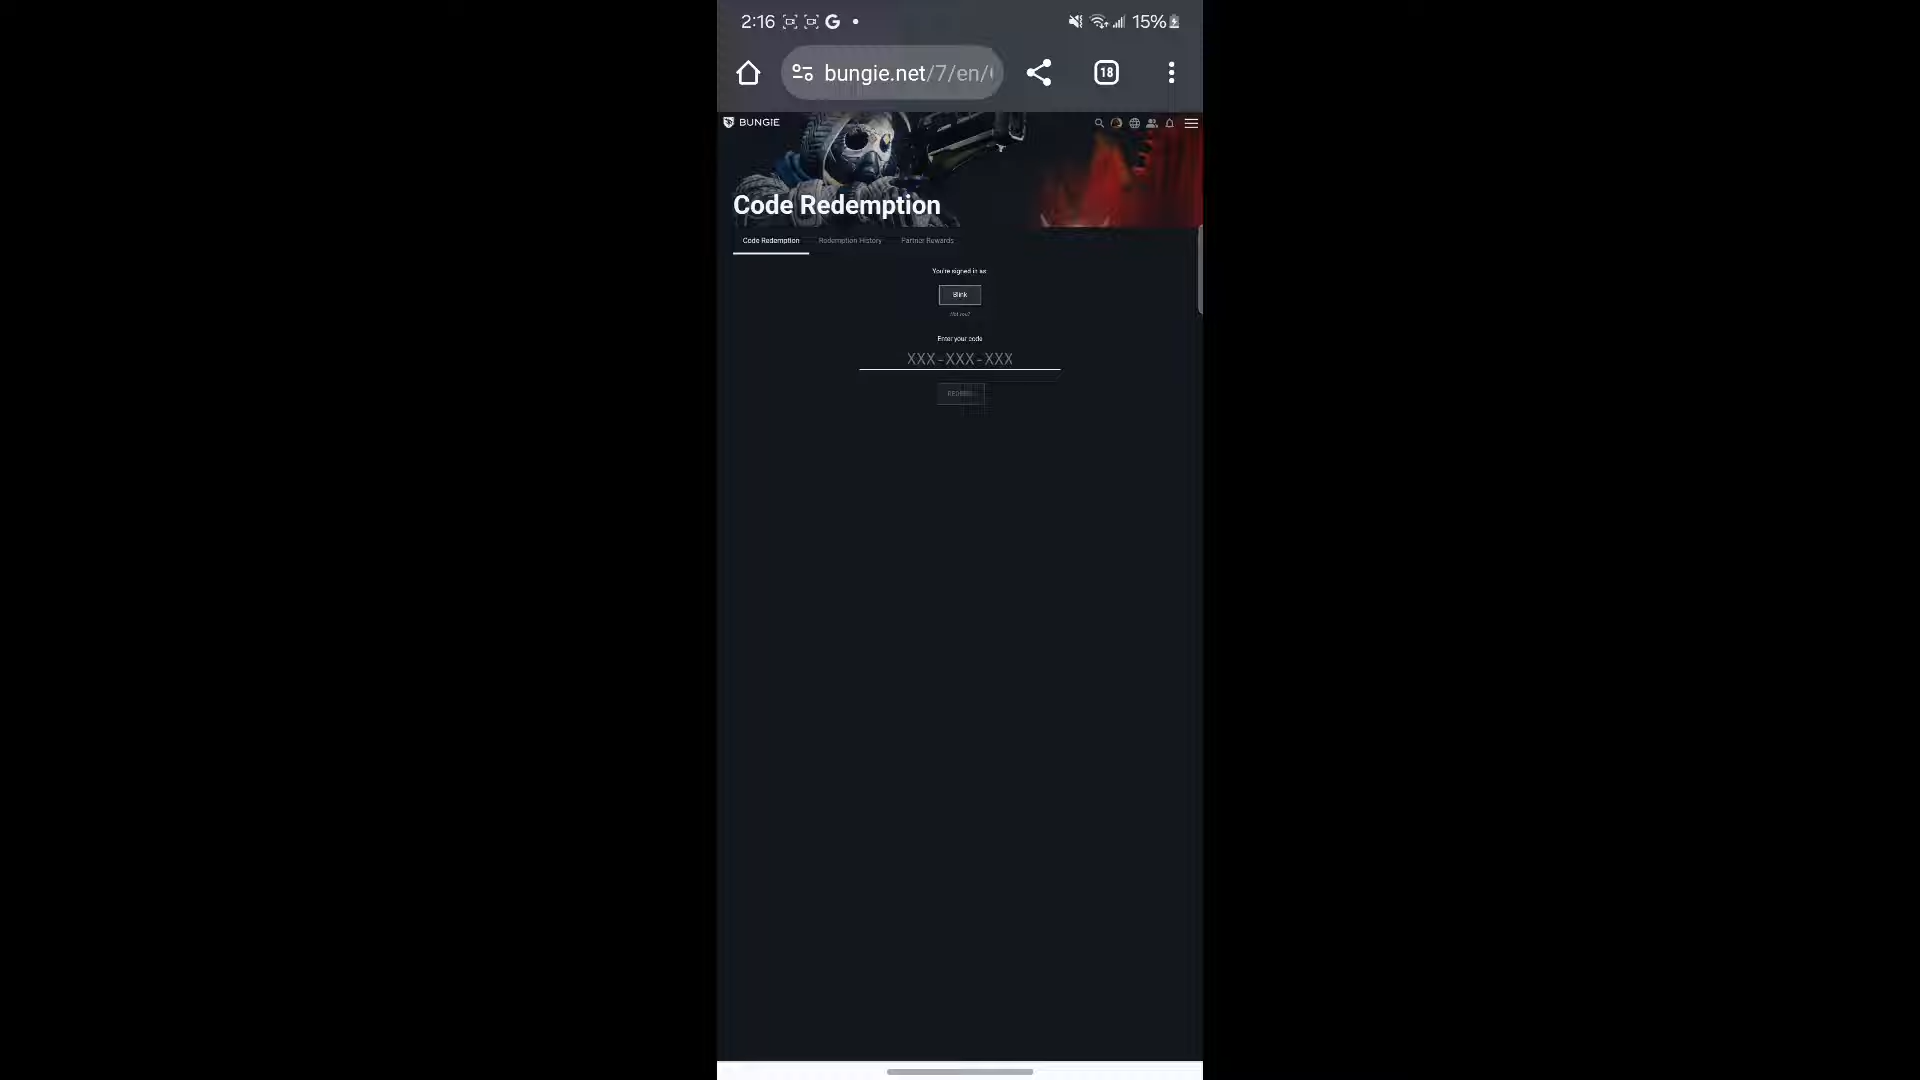 2:16 G 15%
bungie.net/7/en/ 18
BUNGIE
Code Redemption
Code Redemption Redemption History Partner Rewards
You're signed in as
Blink
Enter your code
XXX-XXX-XXX